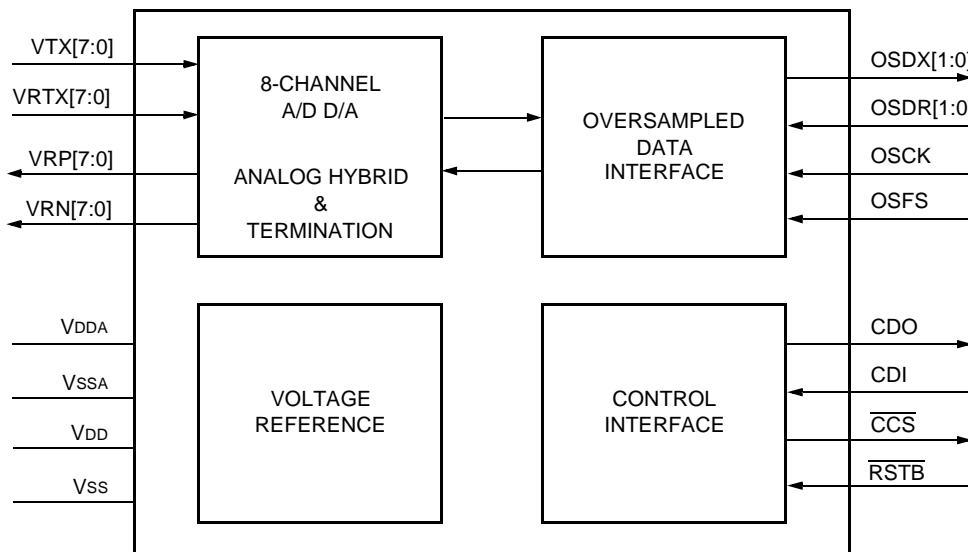 VTX[7:0]
VRTX[7:0]
VRP[7:0]
VRN[7:0]
8-CHANNEL
A/D D/A
ANALOG HYBRID
&
TERMINATION
OVERSAMPLED
DATA
INTERFACE
OSDX[1:0]
OSDR[1:0
OSCK
OSFS
VDDA
VSSA
VDD
VSS
VOLTAGE
REFERENCE
CONTROL
INTERFACE
CDO
CDI
CCS
RSTB